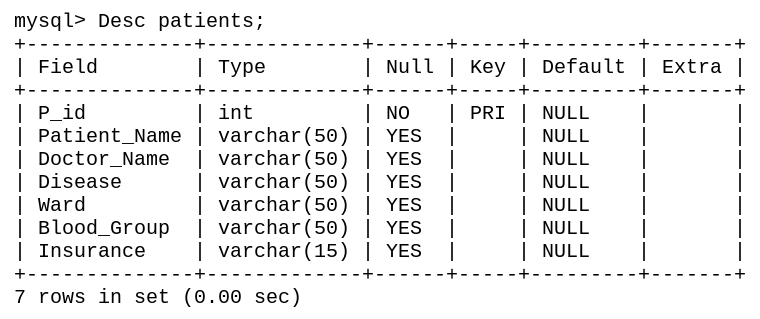 mysql> Desc patients;
+--------------+-------------+------+-----+---------+-------+
| Field        | Type        | Null | Key | Default | Extra |
+--------------+-------------+------+-----+---------+-------+
| P_id         | int         | NO   | PRI | NULL    |       |
| Patient_Name | varchar(50) | YES  |     | NULL    |       |
| Doctor_Name  | varchar(50) | YES  |     | NULL    |       |
| Disease      | varchar(50) | YES  |     | NULL    |       |
| Ward         | varchar(50) | YES  |     | NULL    |       |
| Blood_Group  | varchar(50) | YES  |     | NULL    |       |
| Insurance    | varchar(15) | YES  |     | NULL    |       |
+--------------+-------------+------+-----+---------+-------+
7 rows in set (0.00 sec)